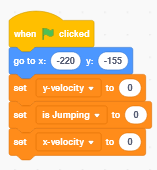 when clicked
go to x: -220 y: -155
set y-velocity to 0
set is Jumping to 0
set x-velocity to 0